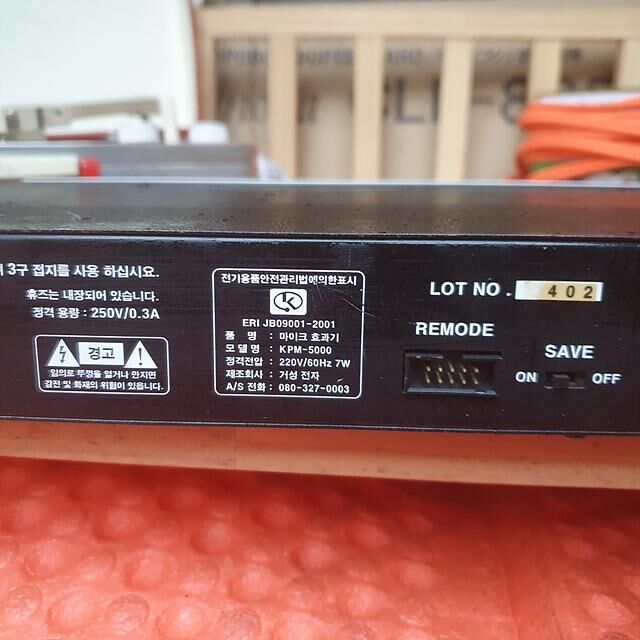 3구 접지를 사용 하십시요.
휴즈는 내장되어 있습니다.
정격 용량 : 250V/0.3A
경고
임의로 뚜껑을 열거나 만지면
감전 및 화재의 위험이 있습니다.
전기용품안전관리법에의한표시
ERI JB09001-2001
품 명 : 마이크 효과기
모델명 : KPM-5000
정격전압 : 220V/60Hz 7W
제조회사 : 거성 전자
A/S 전화 : 080-327-0003
LOT NO. 402
REMODE
SAVE
ON OFF